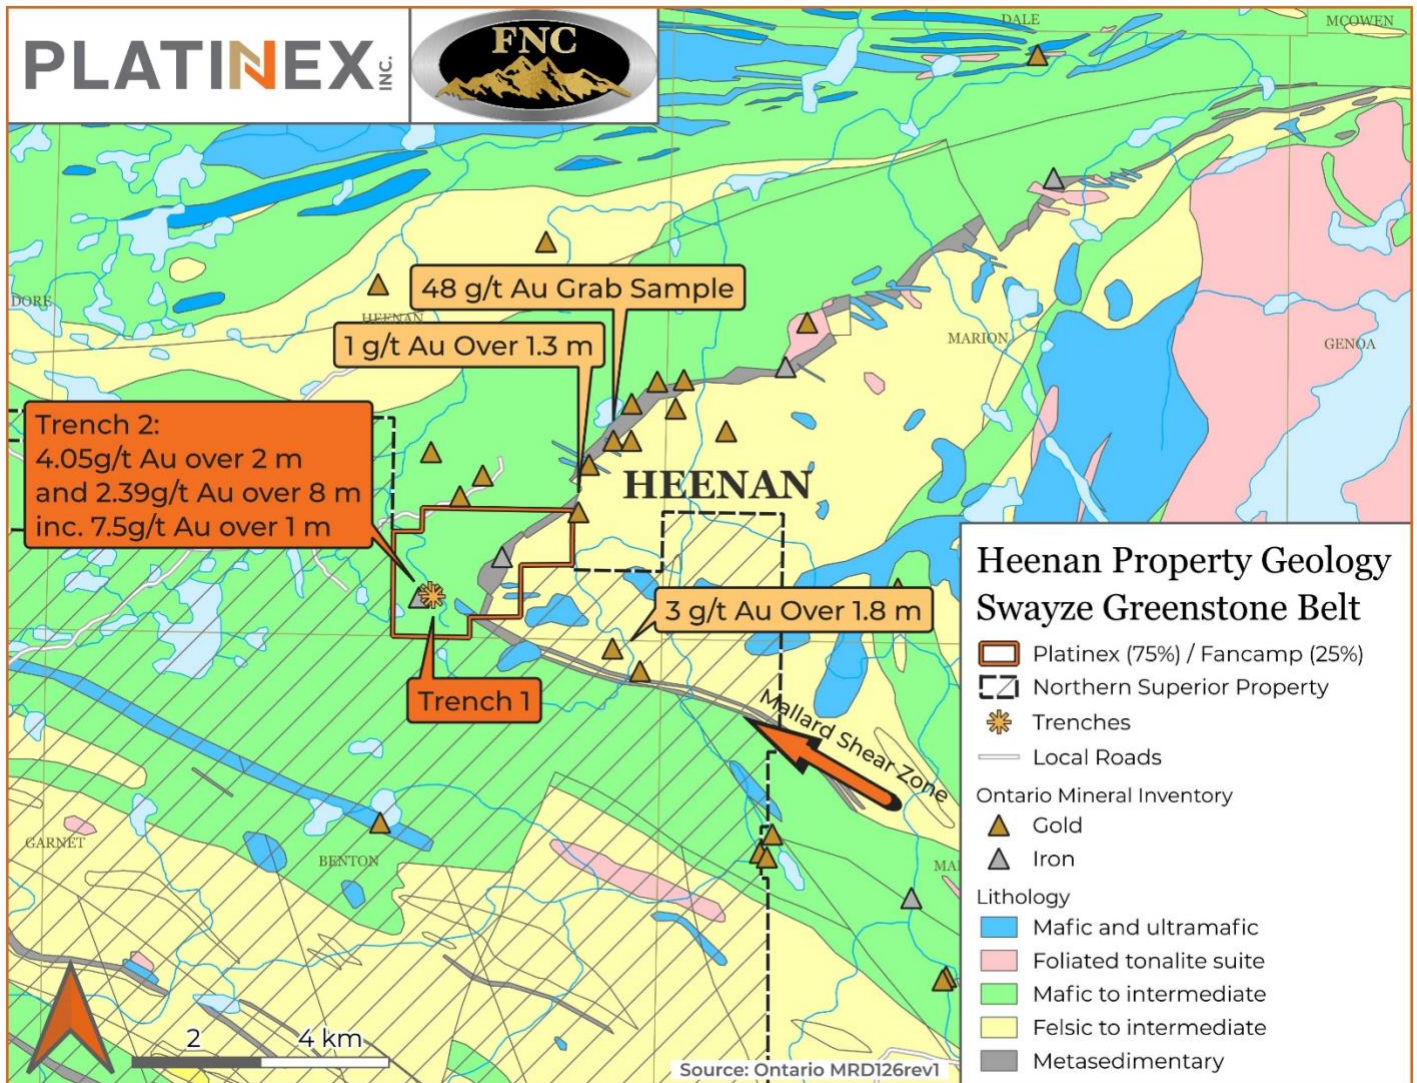 PLATINEX INC.
FNC
DALE
MCOWEN
DORE
HEENAN
48 g/t Au Grab Sample
1 g/t Au Over 1.3 m
MARION
GENOA
Trench 2:
4.05g/t Au over 2 m
and 2.39g/t Au over 8 m
inc. 7.5g/t Au over 1 m
HEENAN
3 g/t Au Over 1.8 m
Trench 1
Mallard Shear Zone
GARNET
BENTON
MA
2
4 km
Source: Ontario MRD126rev1
Heenan Property Geology
Swayze Greenstone Belt
Platinex (75%) / Fancamp (25%)
Northern Superior Property
Trenches
Local Roads
Ontario Mineral Inventory
Gold
Iron
Lithology
Mafic and ultramafic
Foliated tonalite suite
Mafic to intermediate
Felsic to intermediate
Metasedimentary